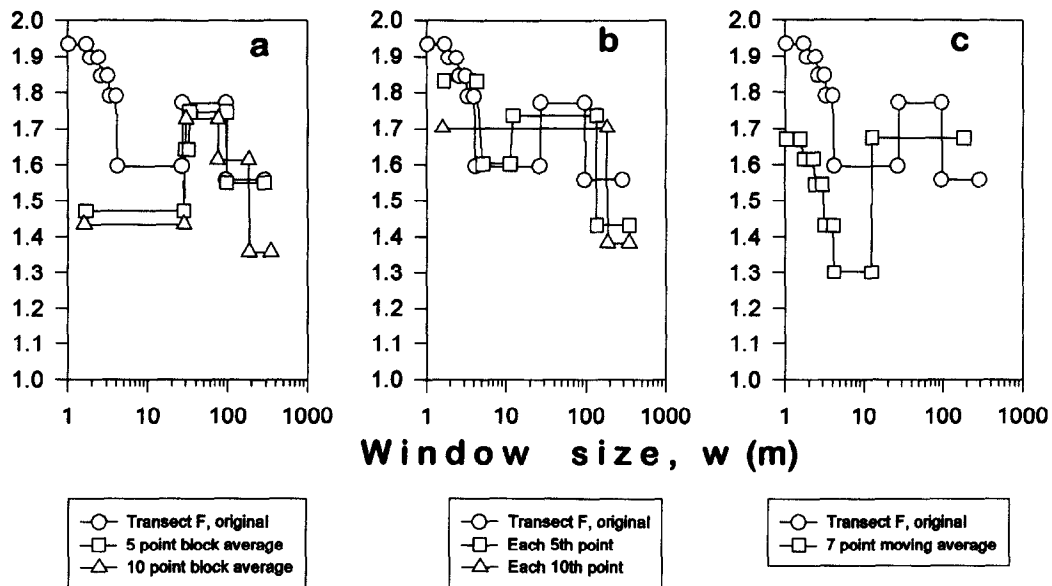 a
b
c
2.0
1.9
1.8
1.7
1.6
1.5
1.4
1.3
1.2
1.1
1.0
1 10 100 1000
2.0
1.9
1.8
1.7
1.6
1.5
1.4
1.3
1.2
1.1
1.0
1 10 100 1000
2.0
1.9
1.8
1.7
1.6
1.5
1.4
1.3
1.2
1.1
1.0
1 10 100 1000
Window size, w (m)
Transect F, original
5 point block average
10 point block average
Transect F, original
Each 5th point
Each 10th point
Transect F, original
7 point moving average